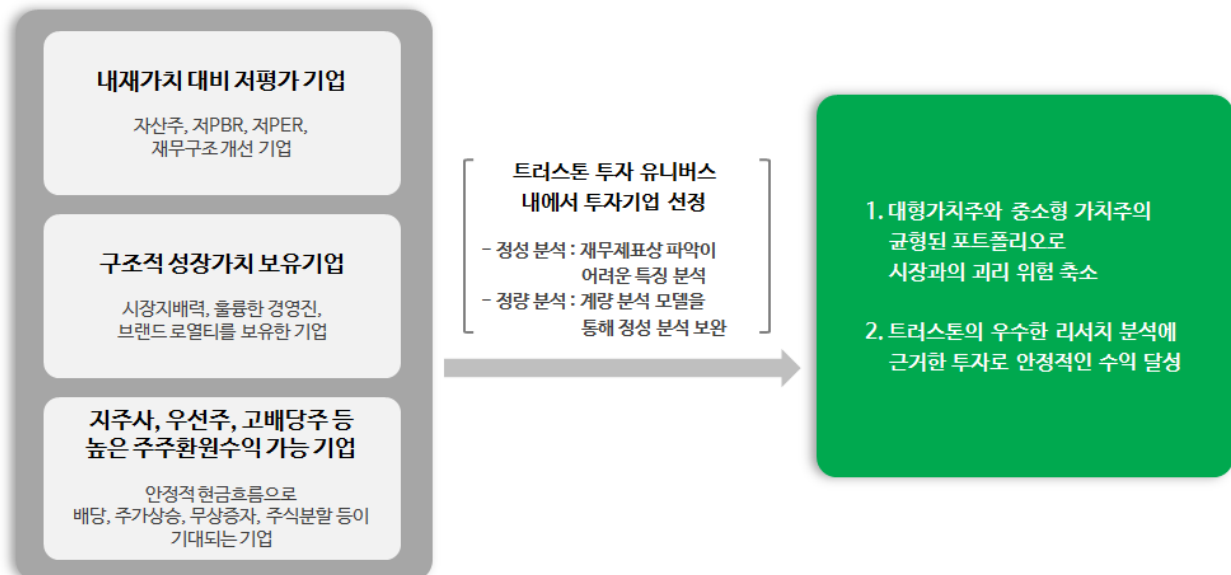 내재가치 대비 저평가 기업
자산주, 저PBR, 저PER,
재무구조 개선 기업
구조적 성장가치 보유기업
시장지배력, 훌륭한 경영진,
브랜드 로열티를 보유한 기업
지주사, 우선주, 고배당주 등
높은 주주환원수익 가능 기업
안정적 현금흐름으로
배당, 주가상승, 무상증자, 주식분할 등이
기대되는 기업
트러스톤 투자 유니버스
내에서 투자기업 선정
- 정성 분석 : 재무제표상 파악이
어려운 특징 분석
- 정량 분석 : 계량 분석 모델을
통해 정성 분석 보완
1. 대형가치주와 중소형 가치주의
균형된 포트폴리오로
시장과의 괴리 위험 축소
2. 트러스톤의 우수한 리서치 분석에
근거한 투자로 안정적인 수익 달성